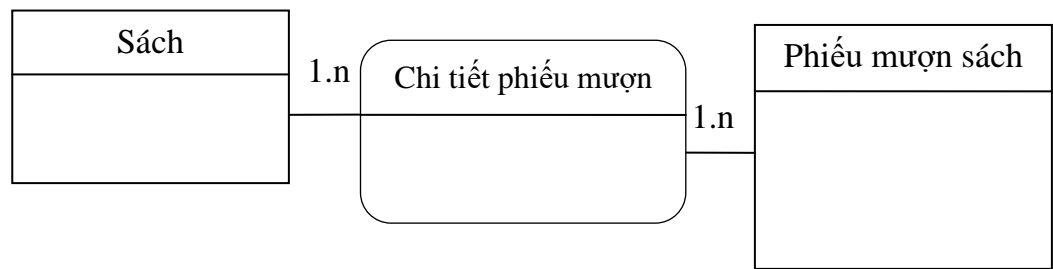 Sách
1.n
Chi tiết phiếu mượn
1.n
Phiếu mượn sách